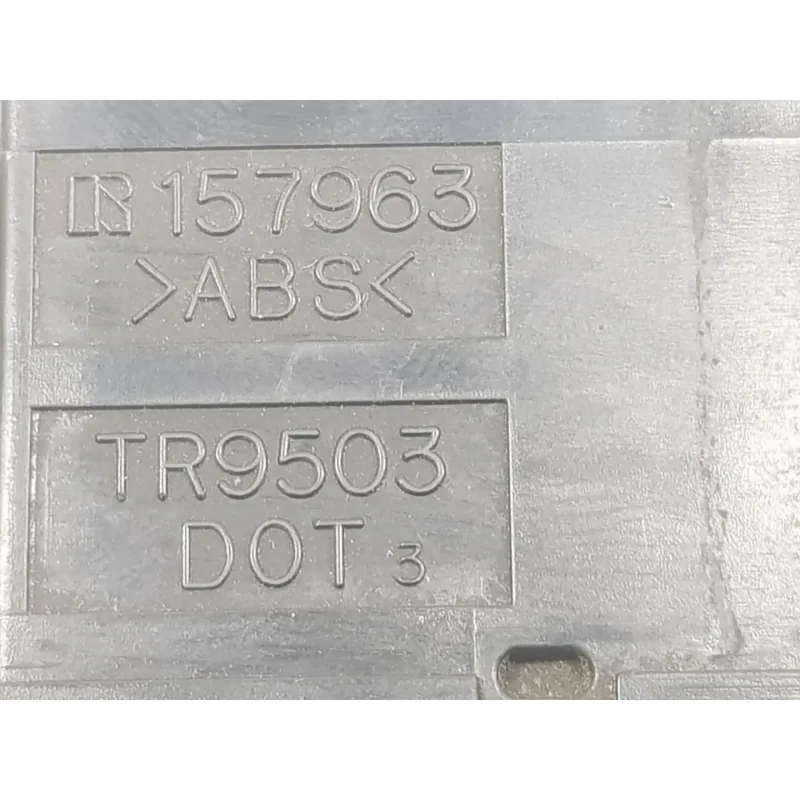 R 157963
>ABS<
TR9503
DOT 3